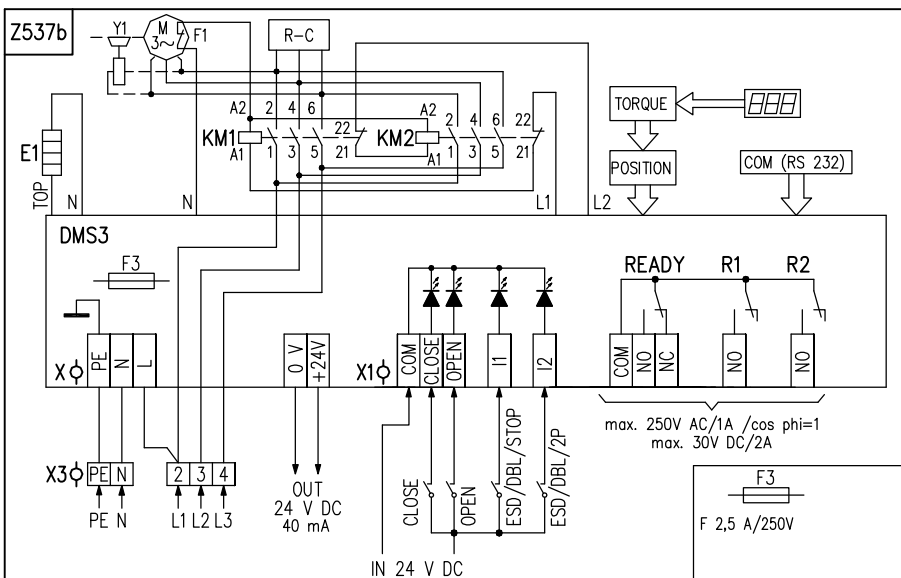 Z537b
Y1
M
3~
F1
R-C
2 4 6
A2
KM1
A1
1 3 5
22
21
A2
KM2
A1
2 4 6
1 3 5
22
21
TORQUE
888
POSITION
COM (RS 232)
E1
TOP
N
N
L1
L2
DMS3
F3
READY
R1
R2
X
PE
N
L
0 V
+24V
X1
COM
CLOSE
OPEN
I1
I2
COM
NO
NC
NO
NO
max. 250V AC/1A /cos phi=1
max. 30V DC/2A
X3
PE N
2 3 4
PE N
L1 L2 L3
OUT
24 V DC
40 mA
CLOSE
OPEN
ESD/DBL/STOP
ESD/DBL/2P
IN 24 V DC
F3
F 2,5 A/250V